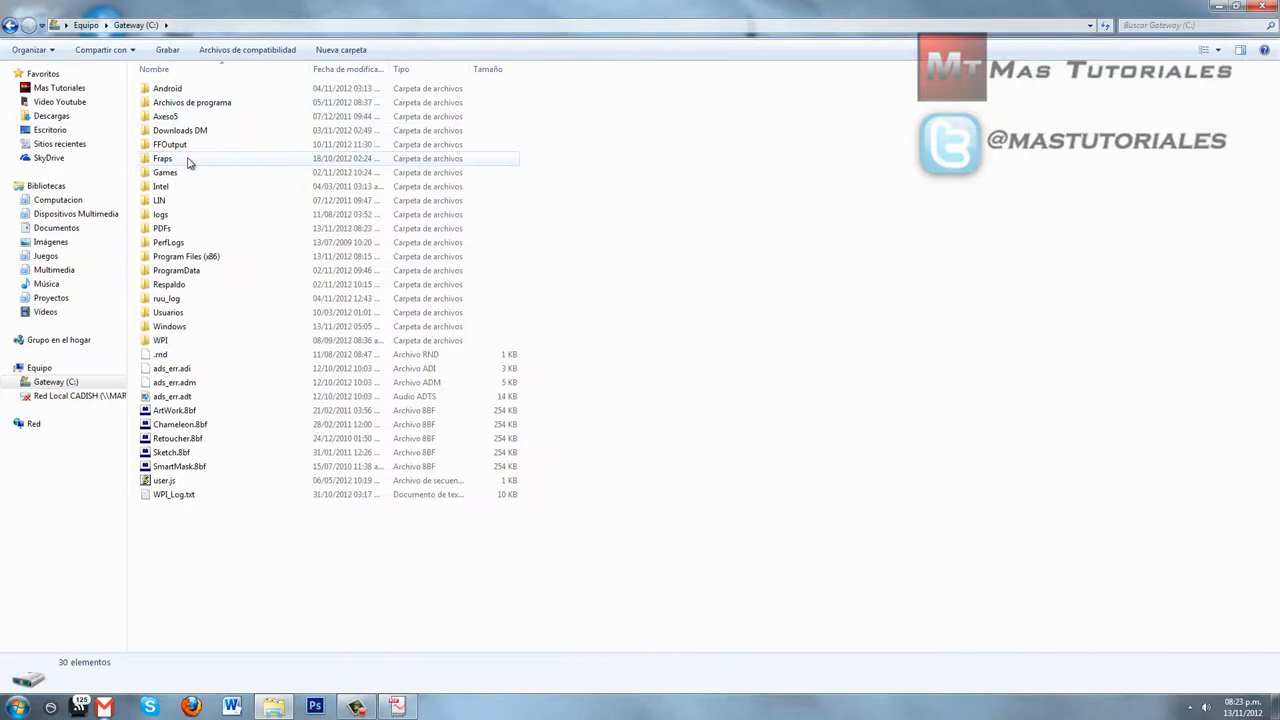 Equipo Gateway (C:) Buscar Gateway (C:)
Organizar Compartir con Grabar Archivos de compatibilidad Nueva carpeta
Nombre Fecha de modifica... Tipo Tamaño
Favoritos
Mas Tutoriales
Video Youtube
Descargas
Escritorio
Sitios recientes
SkyDrive
Bibliotecas
Computacion
Dispositivos Multimedia
Documentos
Imágenes
Juegos
Multimedia
Música
Proyectos
Vídeos
Grupo en el hogar
Equipo
Gateway (C:)
Red Local CADISH (\\MAR
Red
Android 04/11/2012 03:13 ... Carpeta de archivos
Archivos de programa 05/11/2012 08:37 ... Carpeta de archivos
Axeso5 07/12/2011 09:44 ... Carpeta de archivos
Downloads DM 03/11/2012 02:49 ... Carpeta de archivos
FFOutput 10/11/2012 11:30 ... Carpeta de archivos
Fraps 18/10/2012 02:24 ... Carpeta de archivos
Games 02/11/2012 10:24 ... Carpeta de archivos
Intel 04/03/2011 03:13 a... Carpeta de archivos
LIN 07/12/2011 09:47 ... Carpeta de archivos
logs 11/08/2012 03:52 ... Carpeta de archivos
PDFs 13/11/2012 08:23 ... Carpeta de archivos
PerfLogs 13/07/2009 10:20 ... Carpeta de archivos
Program Files (x86) 13/11/2012 08:15 ... Carpeta de archivos
ProgramData 02/11/2012 09:46 ... Carpeta de archivos
Respaldo 02/11/2012 10:15 ... Carpeta de archivos
ruu_log 04/11/2012 12:43 ... Carpeta de archivos
Usuarios 10/03/2012 01:01 ... Carpeta de archivos
Windows 13/11/2012 05:05 ... Carpeta de archivos
WPI 08/09/2012 08:36 a... Carpeta de archivos
.rnd 11/08/2012 08:47 ... Archivo RND 1 KB
ads_err.adi 12/10/2012 10:03 ... Archivo ADI 3 KB
ads_err.adm 12/10/2012 10:03 ... Archivo ADM 5 KB
ads_err.adt 12/10/2012 10:03 ... Audio ADTS 14 KB
ArtWork.8bf 21/02/2011 03:56 ... Archivo 8BF 254 KB
Chameleon.8bf 28/02/2011 12:00 ... Archivo 8BF 254 KB
Retoucher.8bf 24/12/2010 01:50 ... Archivo 8BF 254 KB
Sketch.8bf 31/01/2011 12:26 ... Archivo 8BF 254 KB
SmartMask.8bf 15/07/2010 11:38 a... Archivo 8BF 254 KB
user.js 06/05/2012 10:19 ... Archivo de secuen... 1 KB
WPI_Log.txt 31/10/2012 03:17 ... Documento de tex... 10 KB
MT Mas Tutoriales
@MASTUTORIALES
30 elementos
125
Ps
08:23 p.m.
13/11/2012